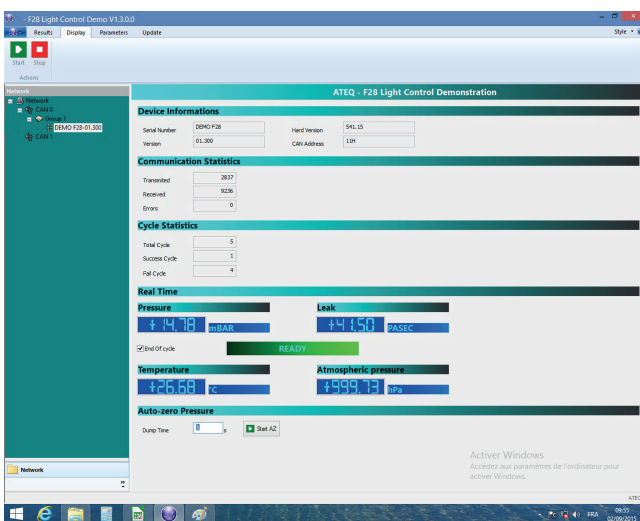 - F28 Light Control Demo V1.3.0.0
Results Display Parameters Update Style
Start Stop
Actions
Network
ATEQ - F28 Light Control Demonstration
Network
CAN 0
Group 1
DEMO F28-01.300
CAN 1
Device Informations
Serial Number DEMO F28 Hard Version 541.15
Version 01.300 CAN Address 11H
Communication Statistics
Transmited 2837
Received 9236
Errors 0
Cycle Statistics
Total Cycle 5
Success Cycle 1
Fail Cycle 4
Real Time
Pressure Leak
+14,78 mBAR +41,50 PASEC
End Of cycle READY
Temperature Atmospheric pressure
+26,68 °C +999,73 hPa
Auto-zero Pressure
Dump Time s Start AZ
Activer Windows
Accédez aux paramètres de l'ordinateur pour
activer Windows.
Network
ATEQ
FRA 09:55
02/09/2015